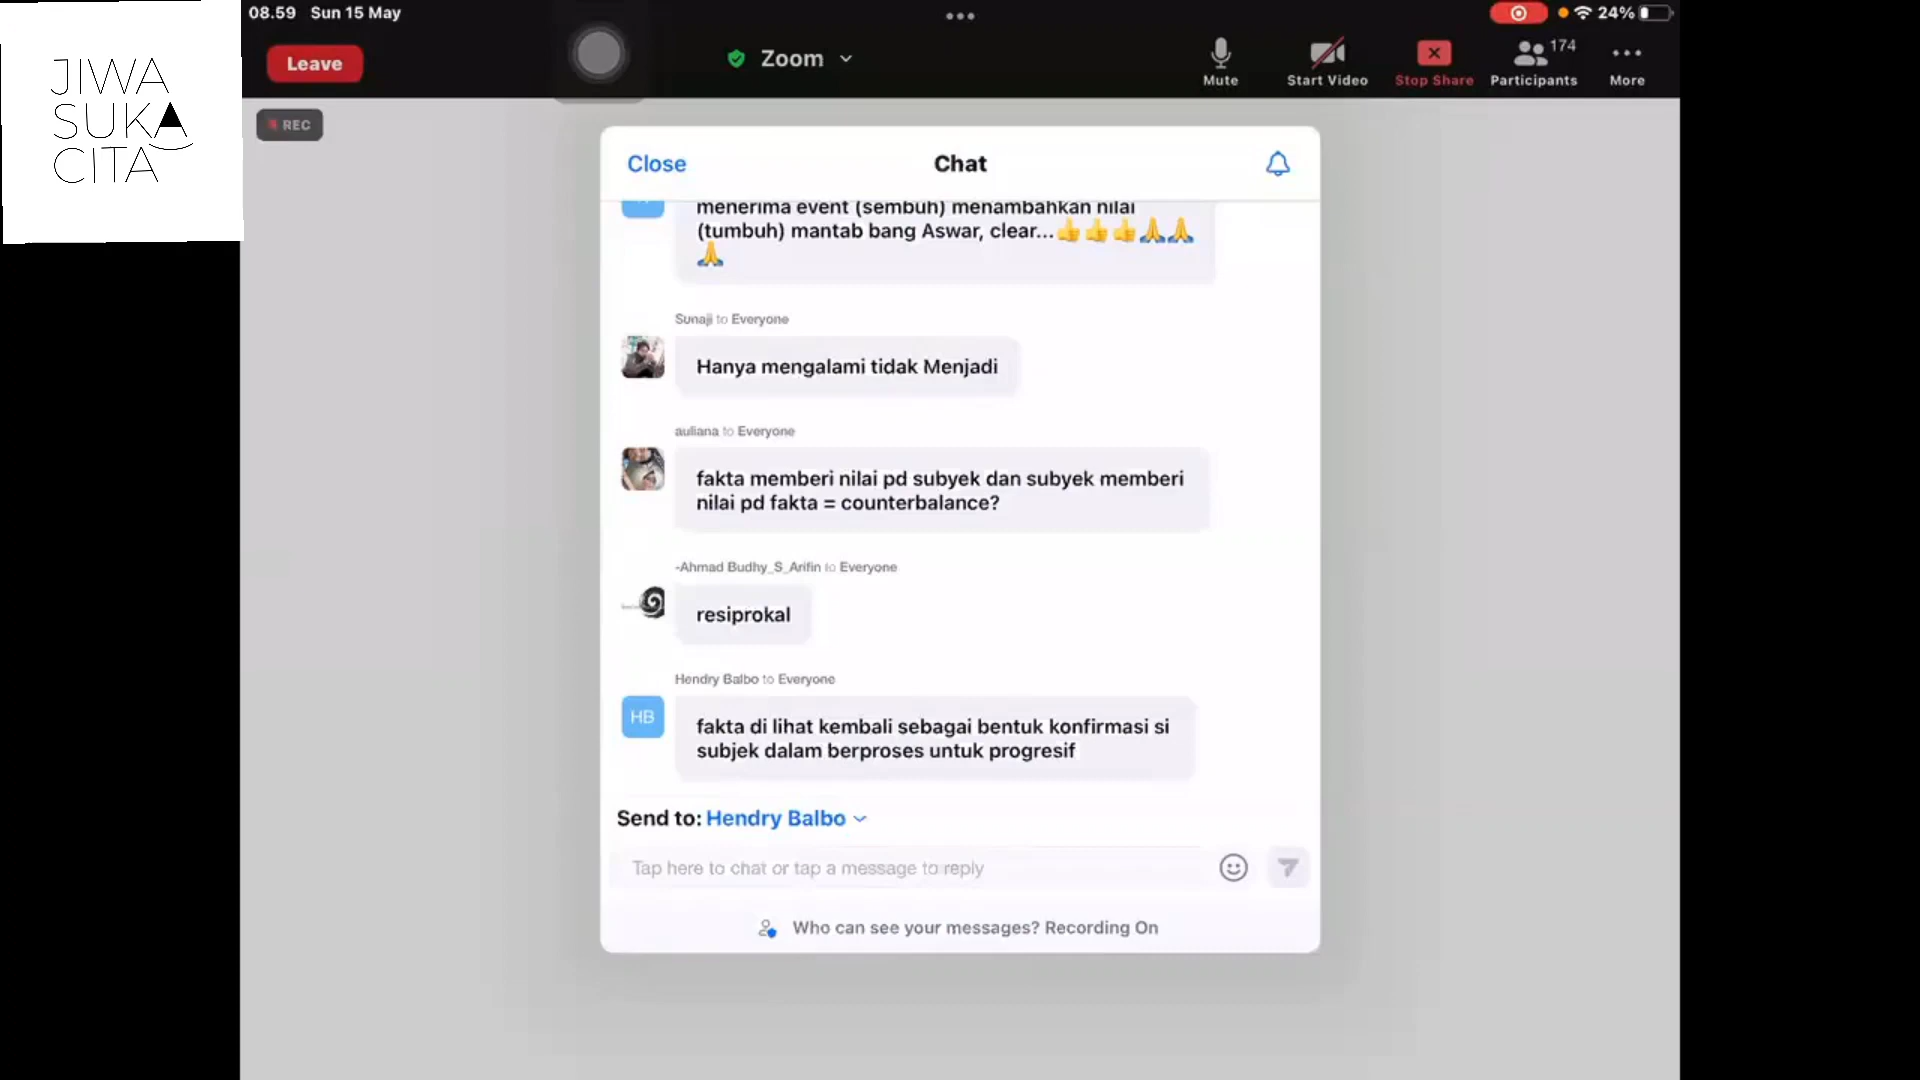 08.59 Sun 15 May
24%
JIWA
SUKA
CITA
Leave
Zoom
Mute
Start Video
Stop Share
Participants
174
More
REC
Close
Chat
menerima event (sembuh) menambahkan nilai
(tumbuh) mantab bang Aswar, clear...👍👍👍🙏🙏
🙏
Sunaji to Everyone
Hanya mengalami tidak Menjadi
auliana to Everyone
fakta memberi nilai pd subyek dan subyek memberi
nilai pd fakta = counterbalance?
-Ahmad Budhy_S_Arifin to Everyone
resiprokal
Hendry Balbo to Everyone
HB
fakta di lihat kembali sebagai bentuk konfirmasi si
subjek dalam berproses untuk progresif
Send to: Hendry Balbo
Tap here to chat or tap a message to reply
Who can see your messages? Recording On